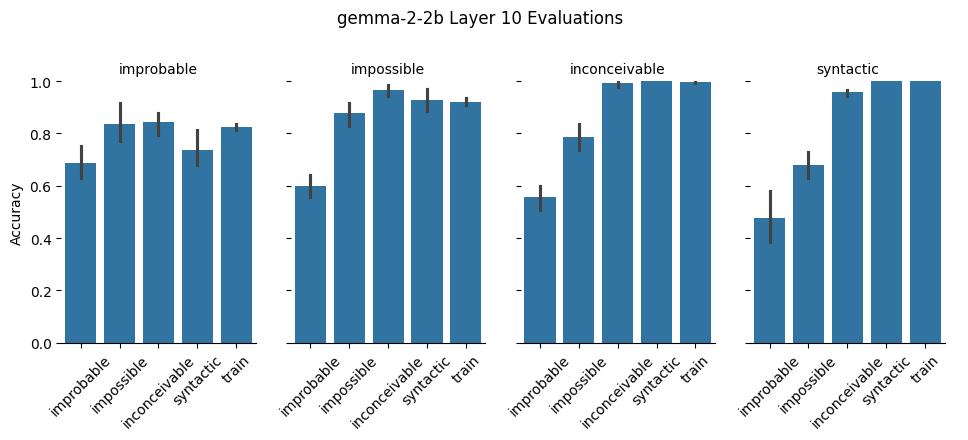 gemma-2-2b Layer 10 Evaluations
improbable
impossible
inconceivable
syntactic
Accuracy
1.0
0.8
0.6
0.4
0.2
0.0
improbable
impossible
inconceivable
syntactic
train
improbable
impossible
inconceivable
syntactic
train
improbable
impossible
inconceivable
syntactic
train
improbable
impossible
inconceivable
syntactic
train